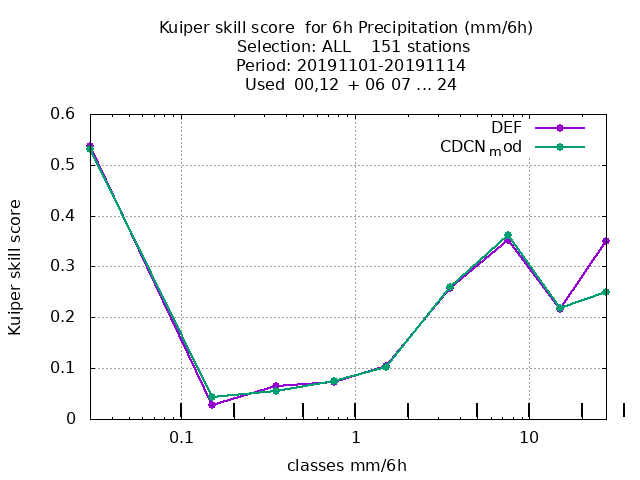 Kuiper skill score  for 6h Precipitation (mm/6h)
Selection: ALL    151 stations
Period: 20191101-20191114
Used  00,12  + 06 07 ... 24
DEF
CDCN_mod
Kuiper skill score
0.6
0.5
0.4
0.3
0.2
0.1
0
0.1
1
10
classes mm/6h